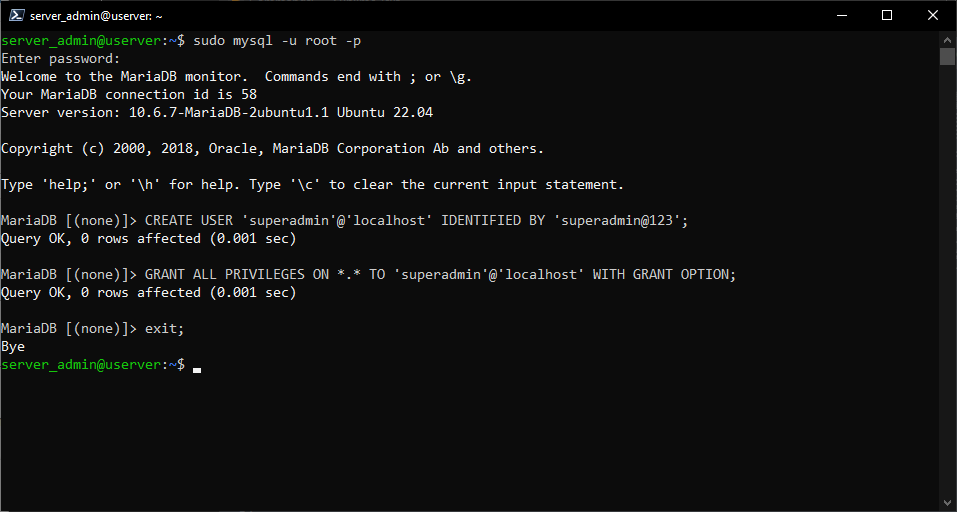 server_admin@userver: ~
server_admin@userver:~$ sudo mysql -u root -p
Enter password:
Welcome to the MariaDB monitor.  Commands end with ; or \g.
Your MariaDB connection id is 58
Server version: 10.6.7-MariaDB-2ubuntu1.1 Ubuntu 22.04
Copyright (c) 2000, 2018, Oracle, MariaDB Corporation Ab and others.
Type 'help;' or '\h' for help. Type '\c' to clear the current input statement.
MariaDB [(none)]> CREATE USER 'superadmin'@'localhost' IDENTIFIED BY 'superadmin@123';
Query OK, 0 rows affected (0.001 sec)
MariaDB [(none)]> GRANT ALL PRIVILEGES ON *.* TO 'superadmin'@'localhost' WITH GRANT OPTION;
Query OK, 0 rows affected (0.001 sec)
MariaDB [(none)]> exit;
Bye
server_admin@userver:~$